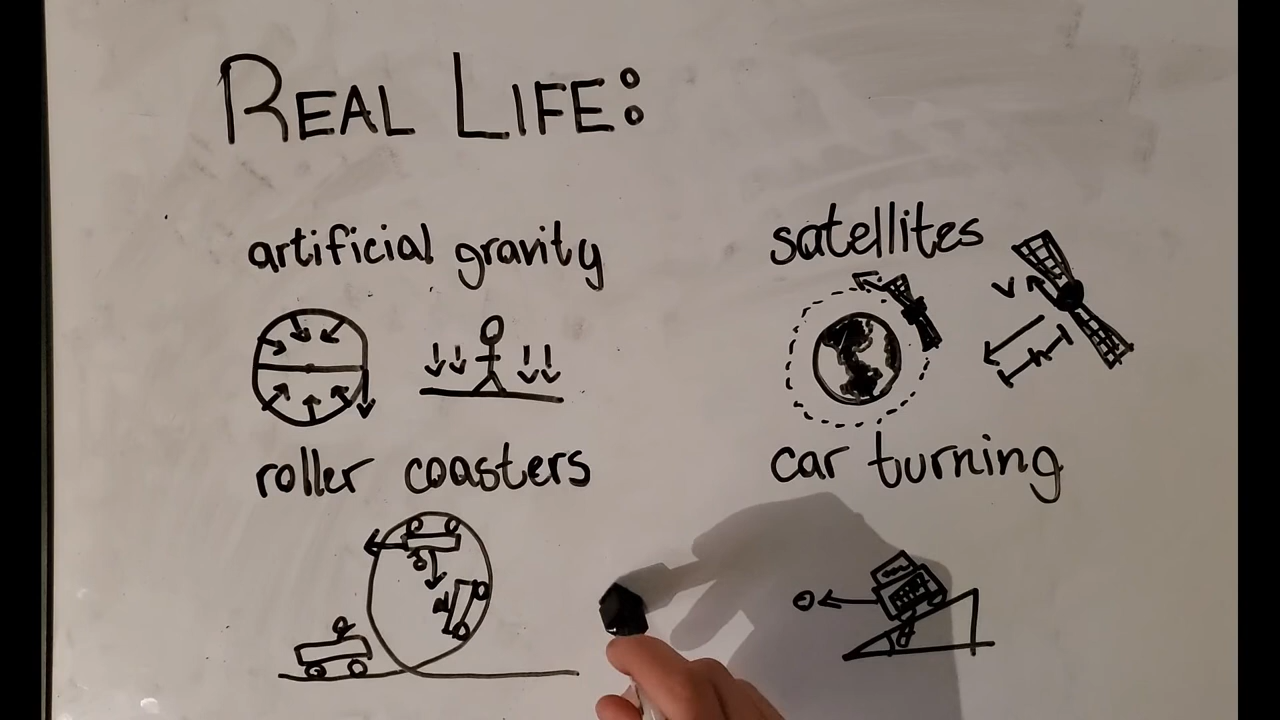 REAL LIFE:
artificial gravity
satellites
V
roller coasters
car turning